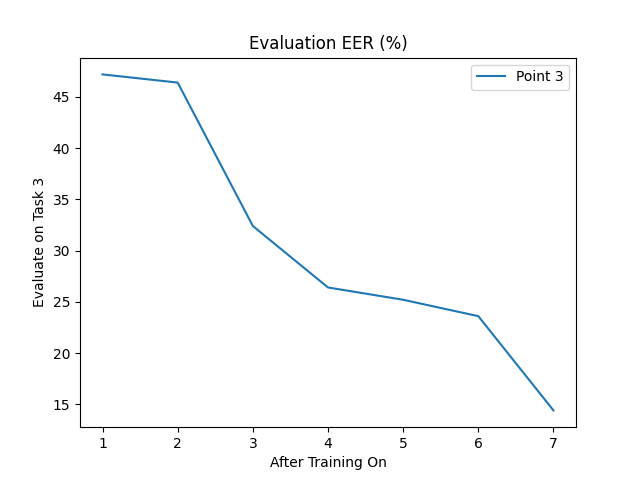 Evaluation EER (%)
Point 3
Evaluate on Task 3
45
40
35
30
25
20
15
1 2 3 4 5 6 7
After Training On